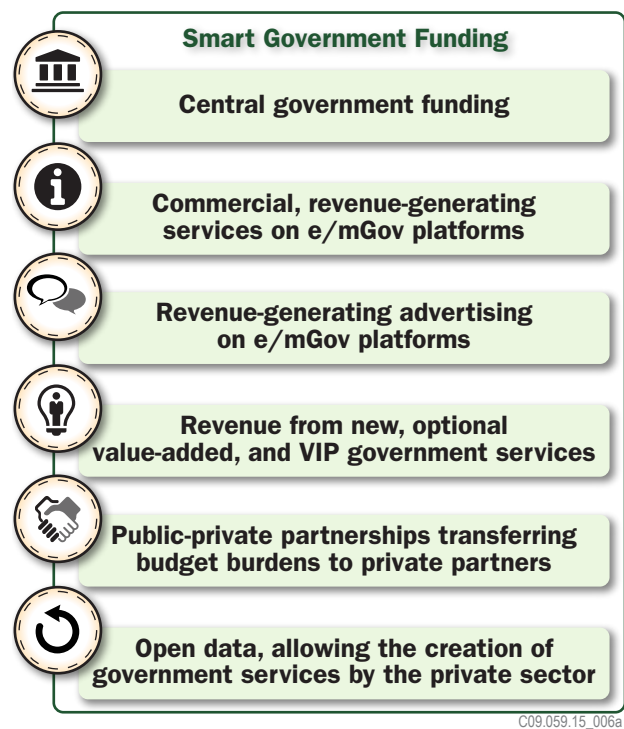 Smart Government Funding
Central government funding
Commercial, revenue-generating
services on e/mGov platforms
Revenue-generating advertising
on e/mGov platforms
Revenue from new, optional
value-added, and VIP government services
Public-private partnerships transferring
budget burdens to private partners
Open data, allowing the creation of
government services by the private sector
C09.059.15_006a